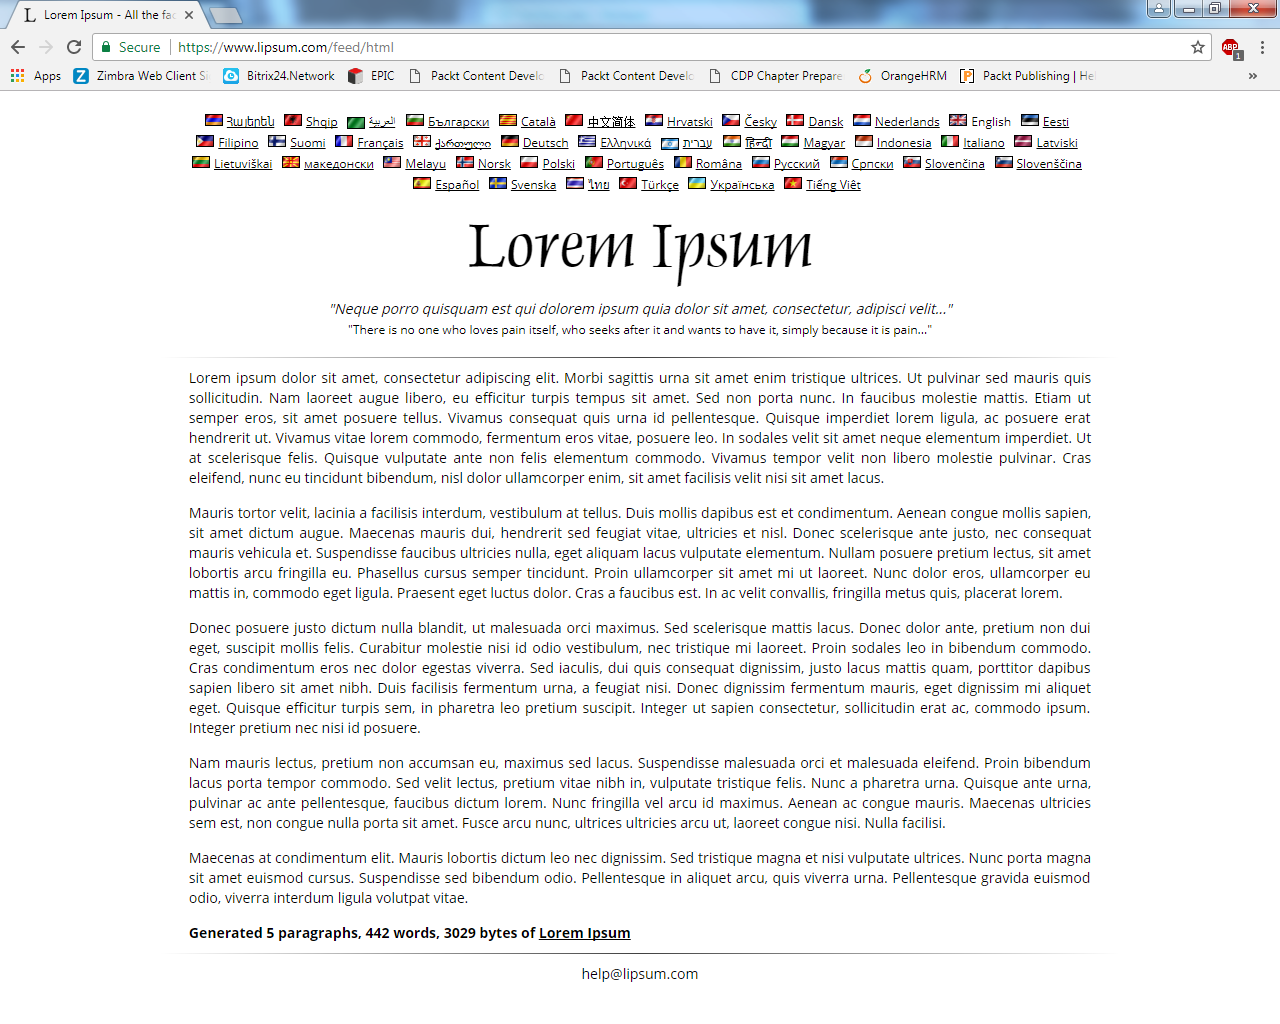 Lorem Ipsum - All the fac
Secure https://www.lipsum.com/feed/html
ABP 1
Apps Zimbra Web Client Si Bitrix24.Network EPIC Packt Content Develo Packt Content Develo CDP Chapter Prepare OrangeHRM Packt Publishing | Hel
Հայերեն Shqip العربية Български Català 中文简体 Hrvatski Česky Dansk Nederlands English Eesti
Filipino Suomi Français ქართული Deutsch Ελληνικά עברית हिन्दी Magyar Indonesia Italiano Latviski
Lietuviškai македонски Melayu Norsk Polski Português Româna Русский Српски Slovenčina Slovenščina
Español Svenska ไทย Türkçe Українська Tiếng Việt
Lorem Ipsum
"Neque porro quisquam est qui dolorem ipsum quia dolor sit amet, consectetur, adipisci velit..."
"There is no one who loves pain itself, who seeks after it and wants to have it, simply because it is pain..."
Lorem ipsum dolor sit amet, consectetur adipiscing elit. Morbi sagittis urna sit amet enim tristique ultrices. Ut pulvinar sed mauris quis
sollicitudin. Nam laoreet augue libero, eu efficitur turpis tempus sit amet. Sed non porta nunc. In faucibus molestie mattis. Etiam ut
semper eros, sit amet posuere tellus. Vivamus consequat quis urna id pellentesque. Quisque imperdiet lorem ligula, ac posuere erat
hendrerit ut. Vivamus vitae lorem commodo, fermentum eros vitae, posuere leo. In sodales velit sit amet neque elementum imperdiet. Ut
at scelerisque felis. Quisque vulputate ante non felis elementum commodo. Vivamus tempor velit non libero molestie pulvinar. Cras
eleifend, nunc eu tincidunt bibendum, nisl dolor ullamcorper enim, sit amet facilisis velit nisi sit amet lacus.
Mauris tortor velit, lacinia a facilisis interdum, vestibulum at tellus. Duis mollis dapibus est et condimentum. Aenean congue mollis sapien,
sit amet dictum augue. Maecenas mauris dui, hendrerit sed feugiat vitae, ultricies et nisl. Donec scelerisque ante justo, nec consequat
mauris vehicula et. Suspendisse faucibus ultricies nulla, eget aliquam lacus vulputate elementum. Nullam posuere pretium lectus, sit amet
lobortis arcu fringilla eu. Phasellus cursus semper tincidunt. Proin ullamcorper sit amet mi ut laoreet. Nunc dolor eros, ullamcorper eu
mattis in, commodo eget ligula. Praesent eget luctus dolor. Cras a faucibus est. In ac velit convallis, fringilla metus quis, placerat lorem.
Donec posuere justo dictum nulla blandit, ut malesuada orci maximus. Sed scelerisque mattis lacus. Donec dolor ante, pretium non dui
eget, suscipit mollis felis. Curabitur molestie nisi id odio vestibulum, nec tristique mi laoreet. Proin sodales leo in bibendum commodo.
Cras condimentum eros nec dolor egestas viverra. Sed iaculis, dui quis consequat dignissim, justo lacus mattis quam, porttitor dapibus
sapien libero sit amet nibh. Duis facilisis fermentum urna, a feugiat nisi. Donec dignissim fermentum mauris, eget dignissim mi aliquet
eget. Quisque efficitur turpis sem, in pharetra leo pretium suscipit. Integer ut sapien consectetur, sollicitudin erat ac, commodo ipsum.
Integer pretium nec nisi id posuere.
Nam mauris lectus, pretium non accumsan eu, maximus sed lacus. Suspendisse malesuada orci et malesuada eleifend. Proin bibendum
lacus porta tempor commodo. Sed velit lectus, pretium vitae nibh in, vulputate tristique felis. Nunc a pharetra urna. Quisque ante urna,
pulvinar ac ante pellentesque, faucibus dictum lorem. Nunc fringilla vel arcu id maximus. Aenean ac congue mauris. Maecenas ultricies
sem est, non congue nulla porta sit amet. Fusce arcu nunc, ultrices ultricies arcu ut, laoreet congue nisi. Nulla facilisi.
Maecenas at condimentum elit. Mauris lobortis dictum leo nec dignissim. Sed tristique magna et nisi vulputate ultrices. Nunc porta magna
sit amet euismod cursus. Suspendisse sed bibendum odio. Pellentesque in aliquet arcu, quis viverra urna. Pellentesque gravida euismod
odio, viverra interdum ligula volutpat vitae.
Generated 5 paragraphs, 442 words, 3029 bytes of Lorem Ipsum
help@lipsum.com